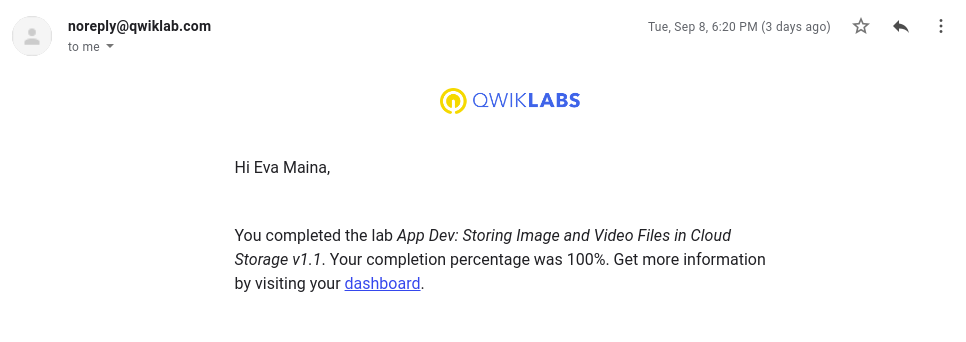 noreply@qwiklab.com
Tue, Sep 8, 6:20 PM (3 days ago)
to me
QWIKLABS
Hi Eva Maina,
You completed the lab App Dev: Storing Image and Video Files in Cloud
Storage v1.1. Your completion percentage was 100%. Get more information
by visiting your dashboard.